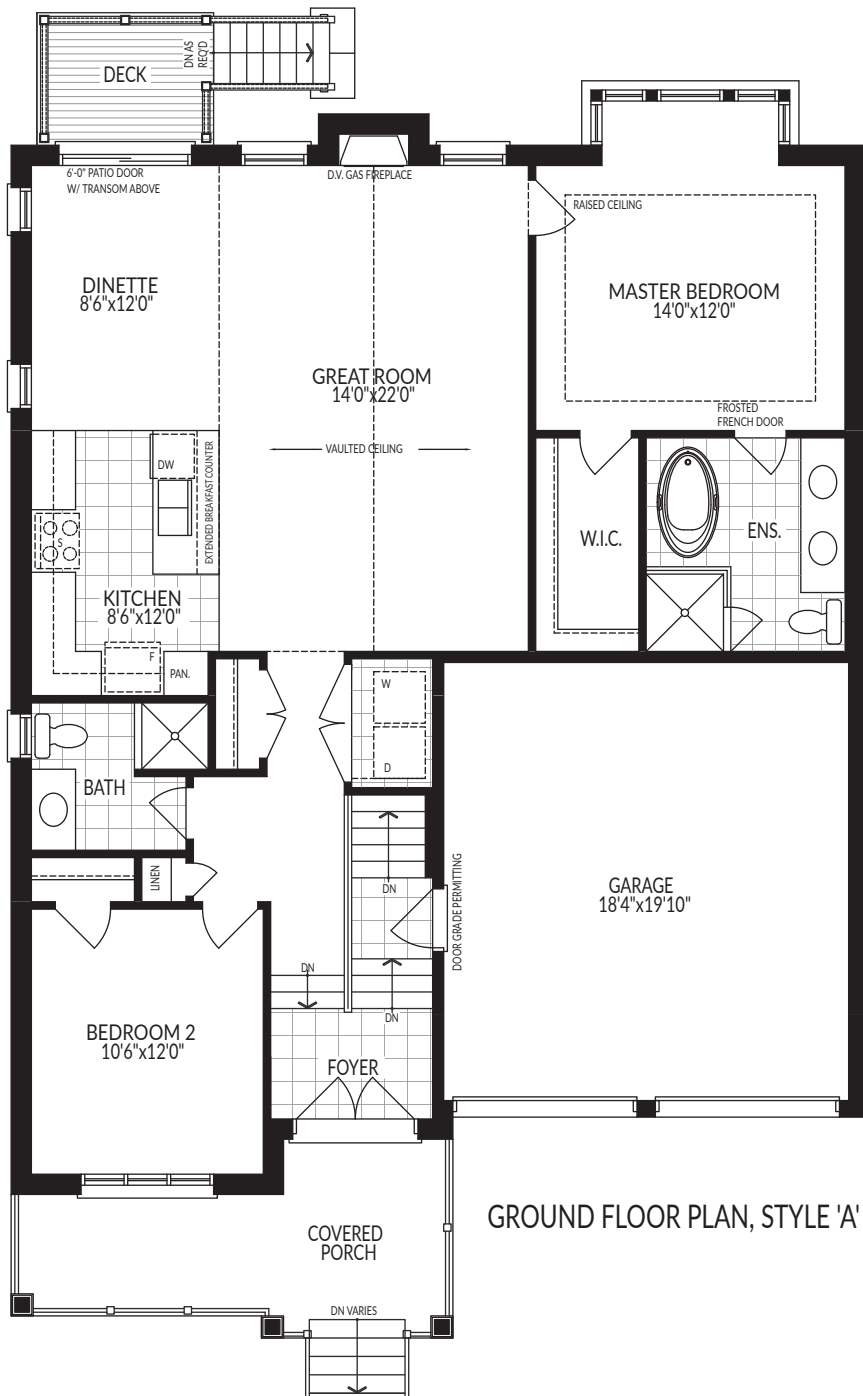 DECK
DN AS
REQ'D
6'-0" PATIO DOOR
W/ TRANSOM ABOVE
D.V. GAS FIREPLACE
RAISED CEILING
DINETTE
8'6"x12'0"
MASTER BEDROOM
14'0"x12'0"
GREAT ROOM
14'0"x22'0"
FROSTED
FRENCH DOOR
VAULTED CEILING
DW
EXTENDED BREAKFAST COUNTER
S
W.I.C.
ENS.
KITCHEN
8'6"x12'0"
F
PAN.
W
D
BATH
LINEN
DN
DOOR GRADE PERMITTING
GARAGE
18'4"x19'10"
DN
DN
BEDROOM 2
10'6"x12'0"
FOYER
COVERED
PORCH
GROUND FLOOR PLAN, STYLE 'A'
DN VARIES